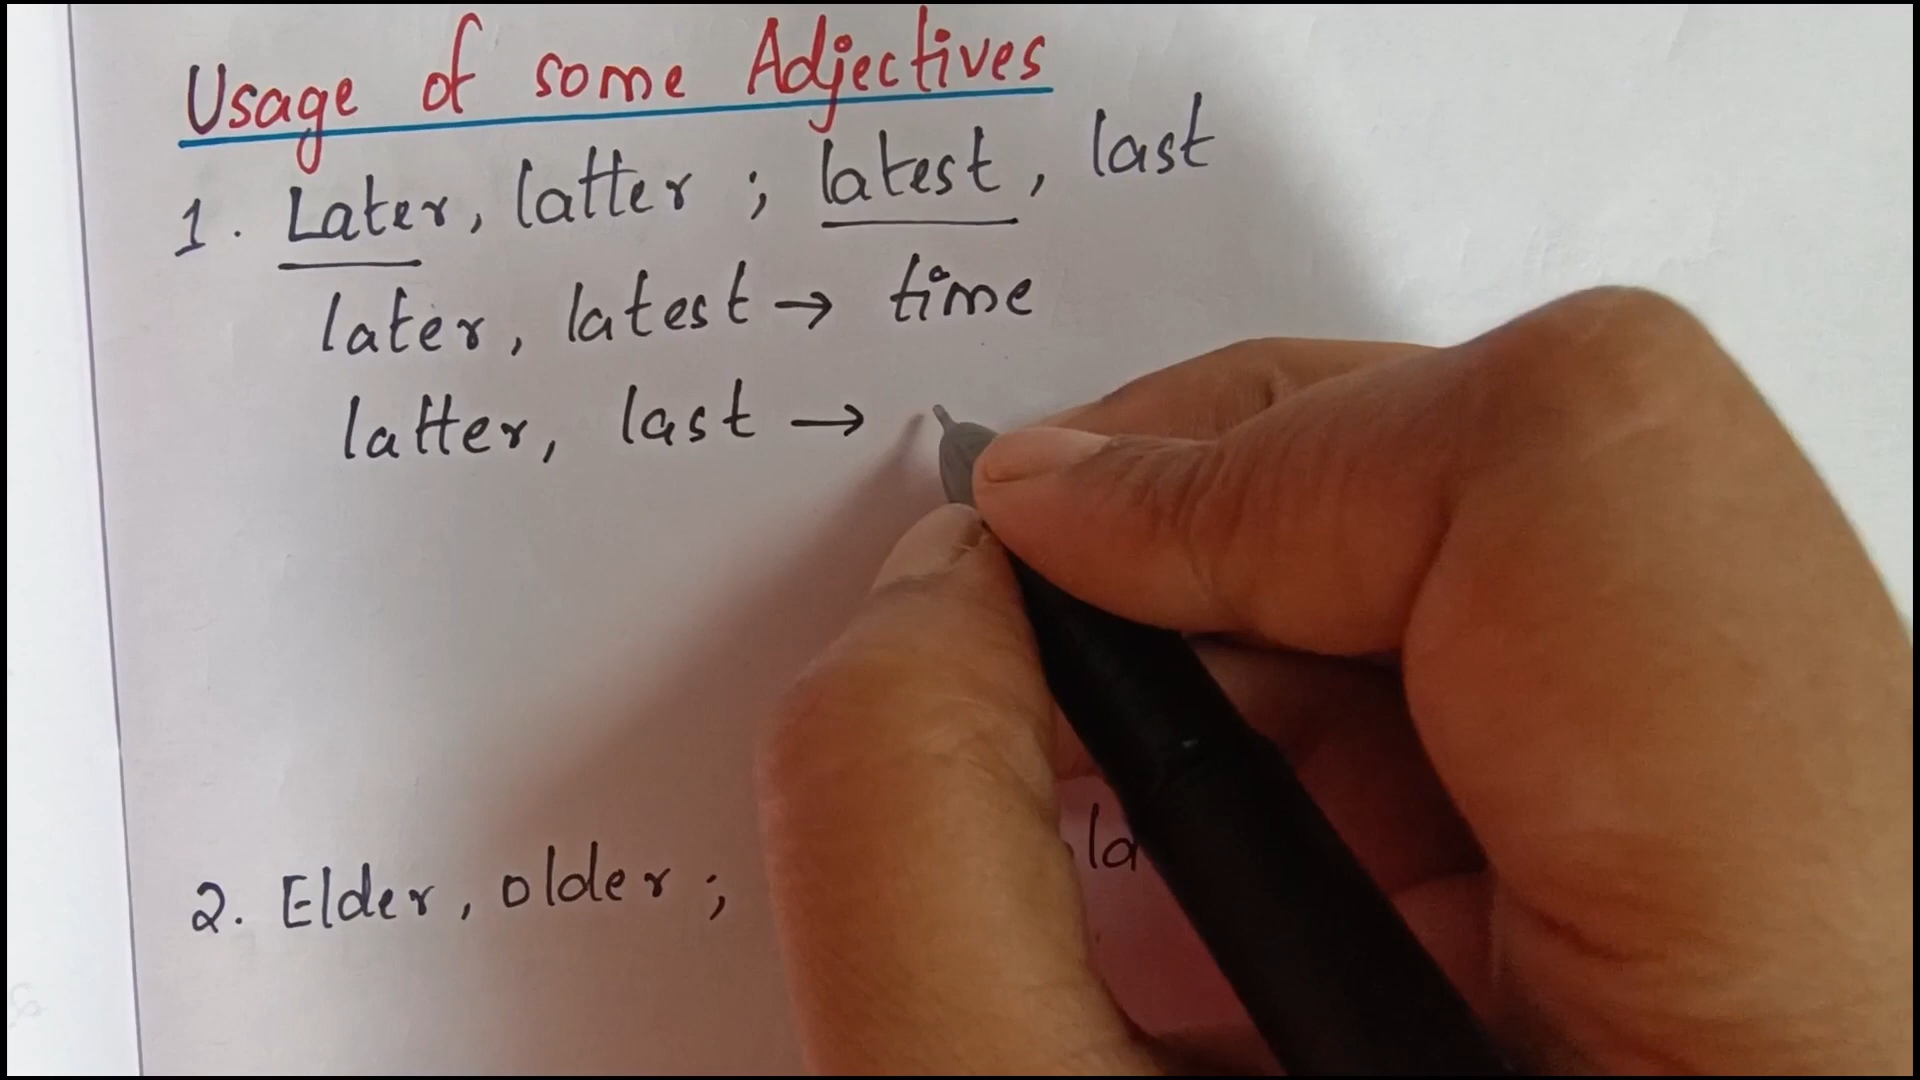 Usage of some Adjectives
1. Later, latter ; latest, last
later, latest → time
latter, last →
2. Elder, older ;